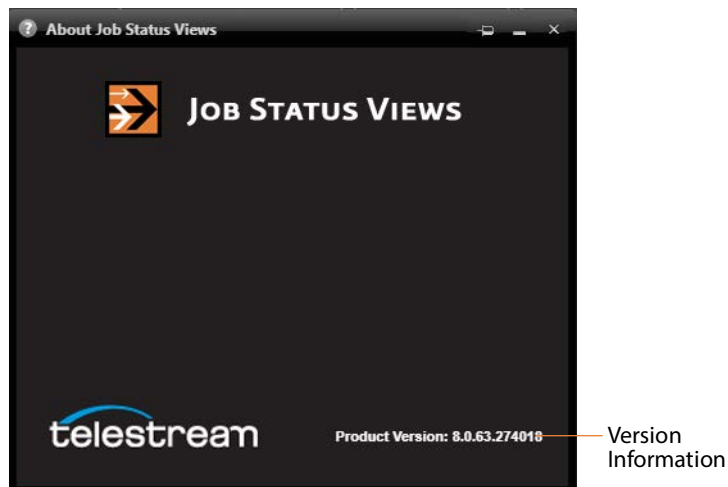 About Job Status Views
JOB STATUS VIEWS
telestream
Product Version: 8.0.63.274018
Version
Information